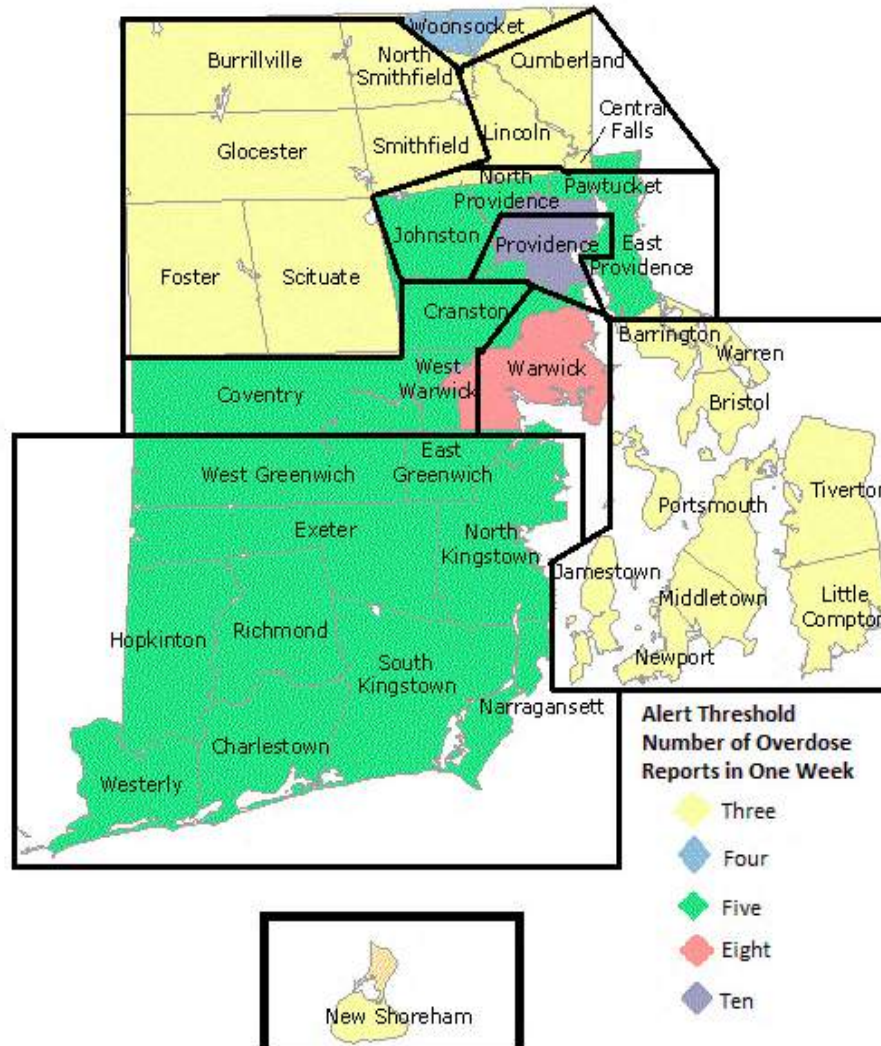 Woonsocket
Burrillville
North
Smithfield
Cumberland
Central
Falls
Lincoln
Glocester
Smithfield
North
Providence
Pawtucket
Johnston
Providence
East
Providence
Foster
Scituate
Cranston
Barrington
Warren
West
Warwick
Warwick
Coventry
Bristol
East
Greenwich
West Greenwich
Portsmouth
Tiverton
Exeter
North
Kingstown
Jamestown
Middletown
Little
Compton
Hopkinton
Richmond
South
Kingstown
Newport
Narragansett
Charlestown
Westerly
Alert Threshold
Number of Overdose
Reports in One Week
Three
Four
Five
Eight
Ten
New Shoreham